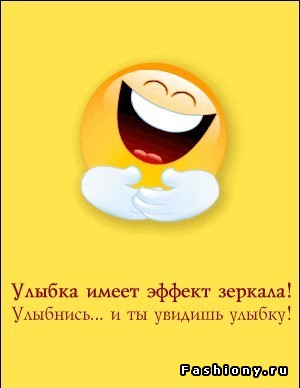 Улыбка имеет эффект зеркала!
Улыбнись... и ты увидишь улыбку!
Fashiony.ru